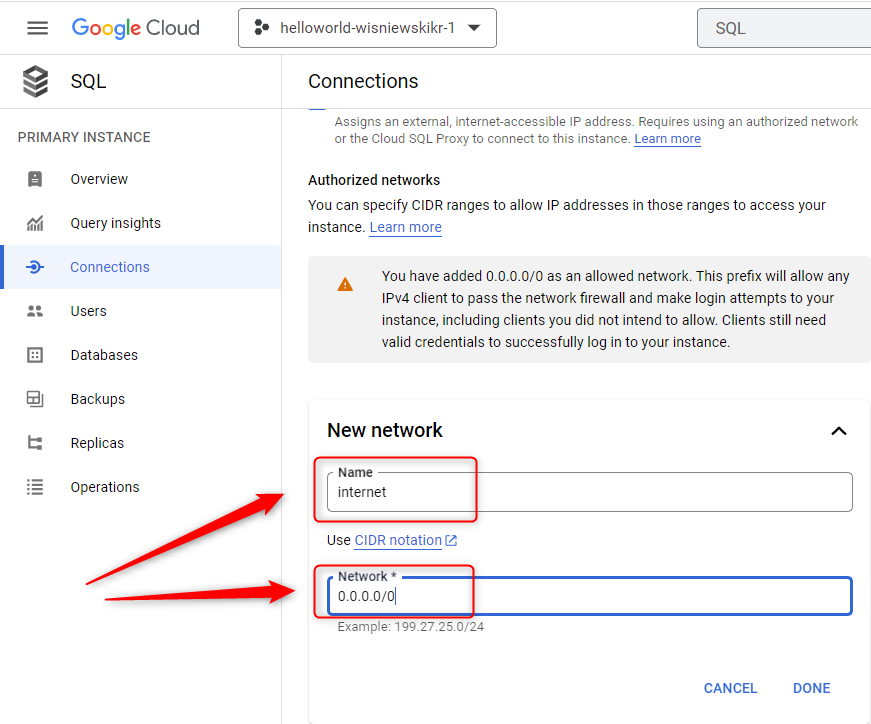 Google Cloud
helloworld-wisniewskikr-1
SQL
SQL
PRIMARY INSTANCE
Overview
Query insights
Connections
Users
Databases
Backups
Replicas
Operations
Connections
Assigns an external, internet-accessible IP address. Requires using an authorized network
or the Cloud SQL Proxy to connect to this instance. Learn more
Authorized networks
You can specify CIDR ranges to allow IP addresses in those ranges to access your
instance. Learn more
You have added 0.0.0.0/0 as an allowed network. This prefix will allow any
IPv4 client to pass the network firewall and make login attempts to your
instance, including clients you did not intend to allow. Clients still need
valid credentials to successfully log in to your instance.
New network
Name
internet
Use CIDR notation
Network *
0.0.0.0/0
Example: 199.27.25.0/24
CANCEL DONE